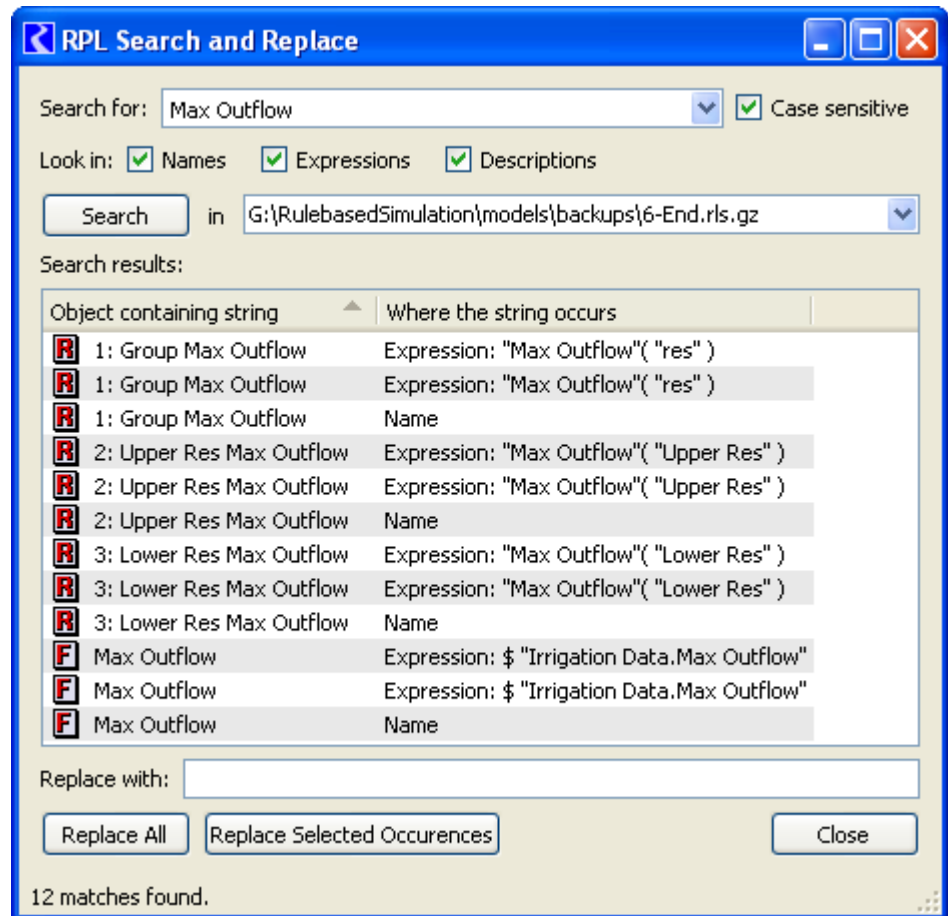 RPL Search and Replace
Search for: Max Outflow Case sensitive
Look in: Names Expressions Descriptions
Search in G:\RulebasedSimulation\models\backups\6-End.rls.gz
Search results:
Object containing string Where the string occurs
R 1: Group Max Outflow Expression: "Max Outflow"( "res" )
R 1: Group Max Outflow Expression: "Max Outflow"( "res" )
R 1: Group Max Outflow Name
R 2: Upper Res Max Outflow Expression: "Max Outflow"( "Upper Res" )
R 2: Upper Res Max Outflow Expression: "Max Outflow"( "Upper Res" )
R 2: Upper Res Max Outflow Name
R 3: Lower Res Max Outflow Expression: "Max Outflow"( "Lower Res" )
R 3: Lower Res Max Outflow Expression: "Max Outflow"( "Lower Res" )
R 3: Lower Res Max Outflow Name
F Max Outflow Expression: $ "Irrigation Data.Max Outflow"
F Max Outflow Expression: $ "Irrigation Data.Max Outflow"
F Max Outflow Name
Replace with:
Replace All Replace Selected Occurences Close
12 matches found.